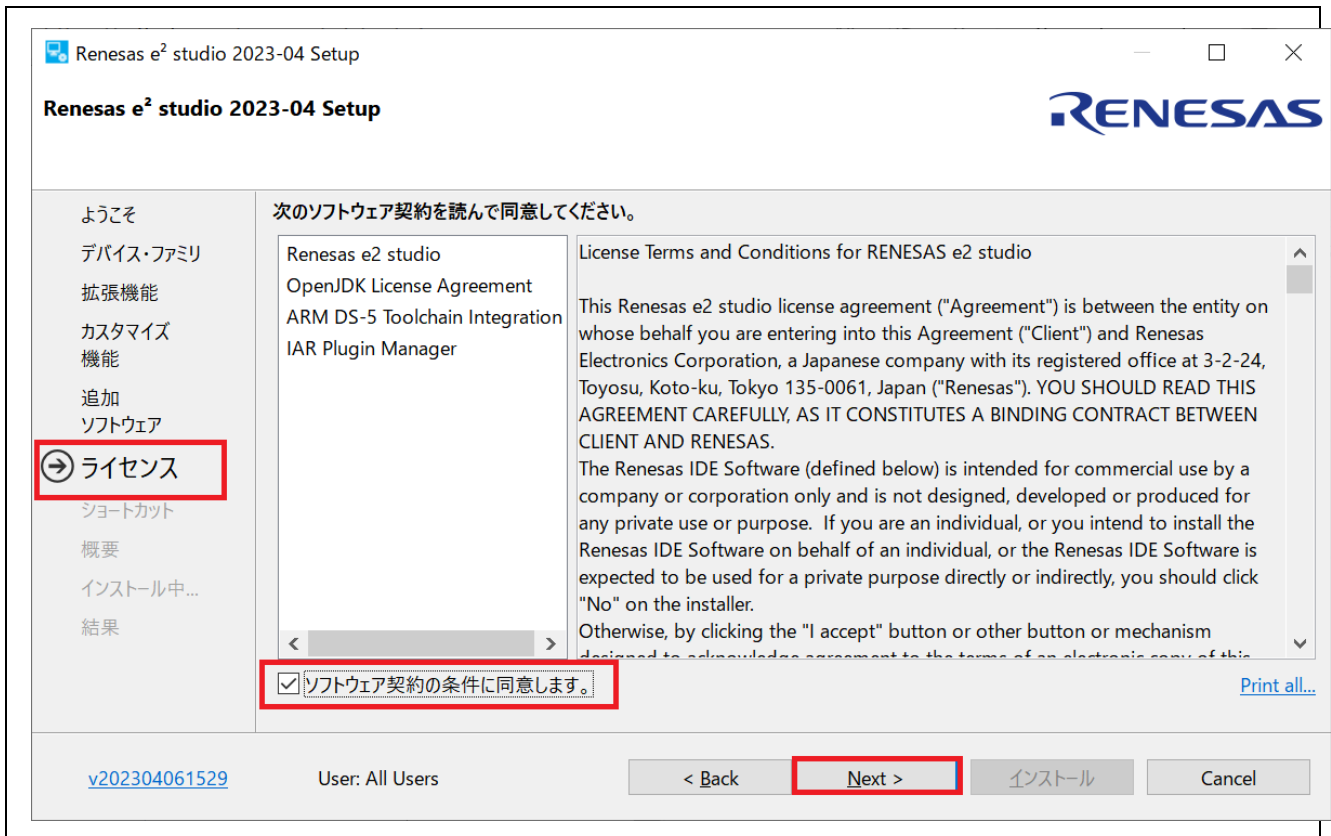 Renesas e² studio 2023-04 Setup
Renesas e² studio 2023-04 Setup
RENESAS
ようこそ
デバイス・ファミリ
拡張機能
カスタマイズ
機能
追加
ソフトウェア
ライセンス
ショートカット
概要
インストール中...
結果
次のソフトウェア契約を読んで同意してください。
Renesas e2 studio
OpenJDK License Agreement
ARM DS-5 Toolchain Integration
IAR Plugin Manager
License Terms and Conditions for RENESAS e2 studio
This Renesas e2 studio license agreement ("Agreement") is between the entity on
whose behalf you are entering into this Agreement ("Client") and Renesas
Electronics Corporation, a Japanese company with its registered office at 3-2-24,
Toyosu, Koto-ku, Tokyo 135-0061, Japan ("Renesas"). YOU SHOULD READ THIS
AGREEMENT CAREFULLY, AS IT CONSTITUTES A BINDING CONTRACT BETWEEN
CLIENT AND RENESAS.
The Renesas IDE Software (defined below) is intended for commercial use by a
company or corporation only and is not designed, developed or produced for
any private use or purpose.  If you are an individual, or you intend to install the
Renesas IDE Software on behalf of an individual, or the Renesas IDE Software is
expected to be used for a private purpose directly or indirectly, you should click
"No" on the installer.
Otherwise, by clicking the "I accept" button or other button or mechanism
designed to acknowledge agreement to the terms of an electronic copy of this
ソフトウェア契約の条件に同意します。
Print all...
v202304061529
User: All Users
< Back
Next >
インストール
Cancel